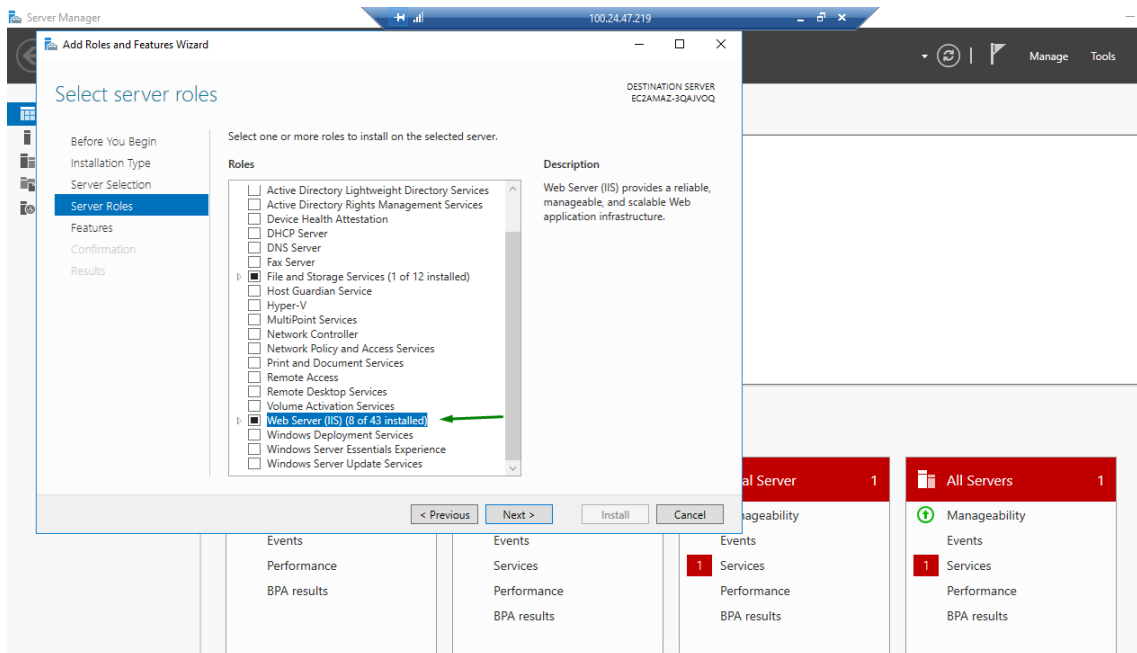 Server Manager
100.24.47.219
Add Roles and Features Wizard
Manage Tools
Select server roles
DESTINATION SERVER
EC2AMAZ-3QAJVOQ
Before You Begin
Installation Type
Server Selection
Server Roles
Features
Confirmation
Results
Select one or more roles to install on the selected server.
Roles
Active Directory Lightweight Directory Services
Active Directory Rights Management Services
Device Health Attestation
DHCP Server
DNS Server
Fax Server
File and Storage Services (1 of 12 installed)
Host Guardian Service
Hyper-V
MultiPoint Services
Network Controller
Network Policy and Access Services
Print and Document Services
Remote Access
Remote Desktop Services
Volume Activation Services
Web Server (IIS) (8 of 43 installed)
Windows Deployment Services
Windows Server Essentials Experience
Windows Server Update Services
Description
Web Server (IIS) provides a reliable,
manageable, and scalable Web
application infrastructure.
< Previous
Next >
Install
Cancel
Events
Performance
BPA results
Events
Services
Performance
BPA results
al Server 1
nageability
Events
1 Services
Performance
BPA results
All Servers 1
Manageability
Events
1 Services
Performance
BPA results